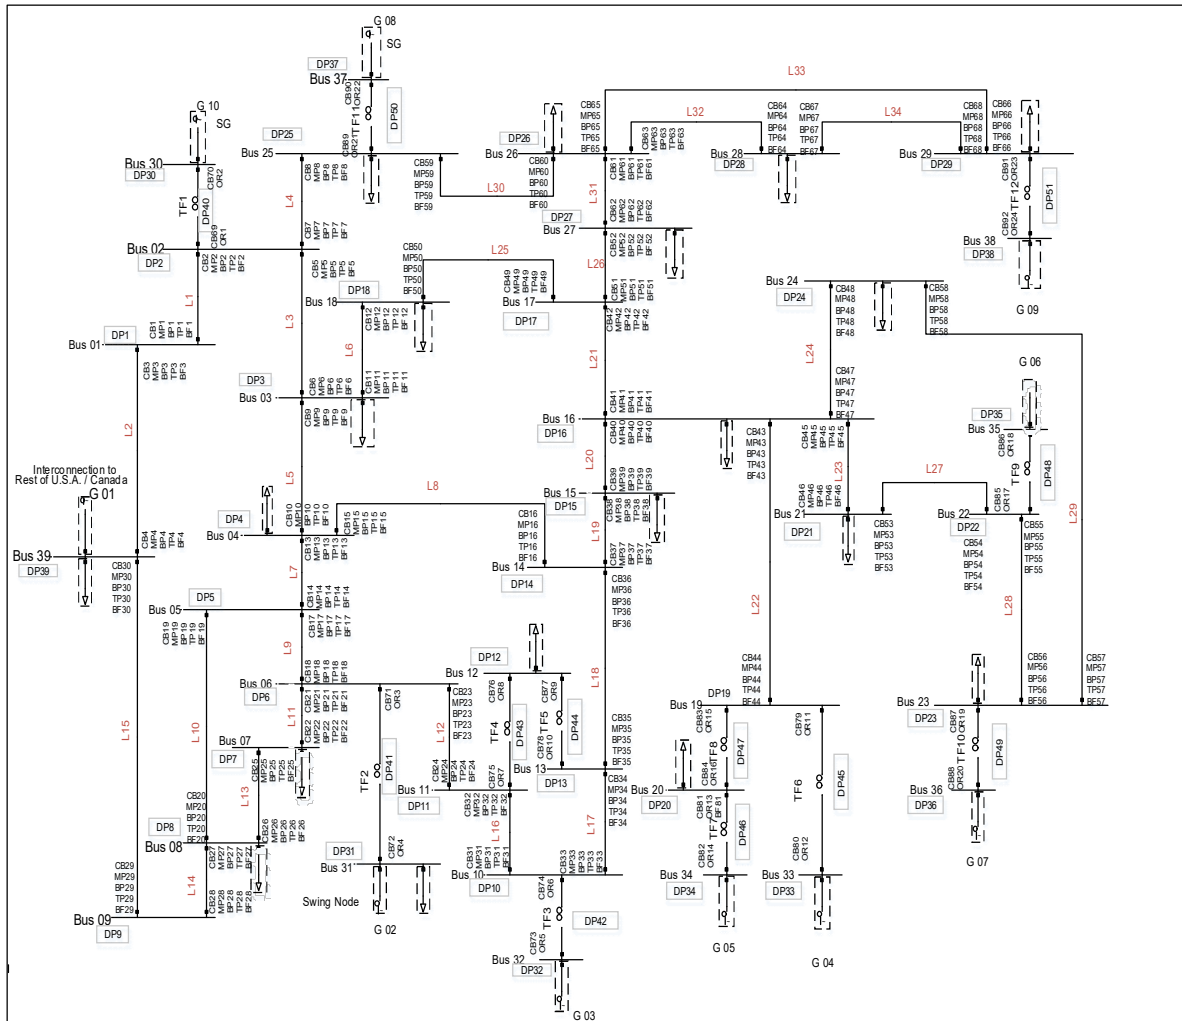 G 08
SG
DP37
Bus 37
CB90
OR22
TF11
DP50
CB89
OR21
G 10
SG
Bus 30
DP30
CB70
OR2
TF1
DP40
CB69
OR1
Bus 02
DP2
CB2
MP2
BP2
TP2
BF2
L1
CB1
MP1
BP1
TP1
BF1
DP1
Bus 01
CB3
MP3
BP3
TP3
BF3
L2
Interconnection to
Rest of U.S.A. / Canada
G 01
Bus 39
DP39
CB4
MP4
BP4
TP4
BF4
CB30
MP30
BP30
TP30
BF30
L15
CB29
MP29
BP29
TP29
BF29
Bus 09
DP9
DP25
Bus 25
CB8
MP8
BP8
TP8
BF8
L4
CB7
MP7
BP7
TP7
BF7
CB5
MP5
BP5
TP5
BF5
L3
CB6
MP6
BP6
TP6
BF6
DP3
Bus 03
CB9
MP9
BP9
TP9
BF9
L5
CB10
MP10
BP10
TP10
BF10
DP4
Bus 04
CB15
MP15
BP15
TP15
BF15
L8
CB16
MP16
BP16
TP16
BF16
CB13
MP13
BP13
TP13
BF13
L7
CB14
MP14
BP14
TP14
BF14
DP5
Bus 05
CB19
MP19
BP19
TP19
BF19
L10
CB17
MP17
BP17
TP17
BF17
L9
CB18
MP18
BP18
TP18
BF18
Bus 06
DP6
CB21
MP21
BP21
TP21
BF21
L11
CB22
MP22
BP22
TP22
BF22
Bus 07
DP7
CB25
MP25
BP25
TP25
BF25
L13
CB26
MP26
BP26
TP26
BF26
CB20
MP20
BP20
TP20
BF20
DP8
Bus 08
CB27
MP27
BP27
TP27
BF27
L14
CB28
MP28
BP28
TP28
BF28
CB71
OR3
TF2
DP41
CB72
OR4
DP31
Bus 31
Swing Node
G 02
CB23
MP23
BP23
TP23
BF23
L12
CB24
MP24
BP24
TP24
BF24
Bus 11
DP11
CB59
MP59
BP59
TP59
BF59
L30
CB60
MP60
BP60
TP60
BF60
DP18
Bus 18
CB50
MP50
BP50
TP50
BF50
L25
CB49
MP49
BP49
TP49
BF49
Bus 17
DP17
CB12
MP12
BP12
TP12
BF12
L6
CB11
MP11
BP11
TP11
BF11
DP26
Bus 26
CB65
MP65
BP65
TP65
BF65
L33
CB63
MP63
BP63
TP63
BF63
L32
CB64
MP64
BP64
TP64
BF64
Bus 28
DP28
CB67
MP67
BP67
TP67
BF67
L34
CB68
MP68
BP68
TP68
BF68
CB66
MP66
BP66
TP66
BF66
Bus 29
DP29
CB91
OR23
TF12
DP51
CB92
OR24
Bus 38
DP38
G 09
CB61
MP61
BP61
TP61
BF61
L31
CB62
MP62
BP62
TP62
BF62
DP27
Bus 27
CB52
MP52
BP52
TP52
BF52
L26
CB51
MP51
BP51
TP51
BF51
CB42
MP42
BP42
TP42
BF42
L21
CB41
MP41
BP41
TP41
BF41
Bus 16
DP16
CB40
MP40
BP40
TP40
BF40
L20
CB39
MP39
BP39
TP39
BF39
Bus 15
DP15
CB38
MP38
BP38
TP38
BF38
L19
CB37
MP37
BP37
TP37
BF37
Bus 14
DP14
CB36
MP36
BP36
TP36
BF36
L18
CB35
MP35
BP35
TP35
BF35
Bus 24
DP24
CB48
MP48
BP48
TP48
BF48
L24
CB47
MP47
BP47
TP47
BF47
CB58
MP58
BP58
TP58
BF58
L29
CB57
MP57
BP57
TP57
BF57
CB43
MP43
BP43
TP43
BF43
L22
CB44
MP44
BP44
TP44
BF44
CB45
MP45
BP45
TP45
BF45
L23
CB46
MP46
BP46
TP46
BF46
Bus 21
DP21
CB53
MP53
BP53
TP53
BF53
L27
CB54
MP54
BP54
TP54
BF54
Bus 22
DP22
G 06
DP35
Bus 35
CB86
OR18
TF9
DP48
CB85
OR17
CB55
MP55
BP55
TP55
BF55
L28
CB56
MP56
BP56
TP56
BF56
Bus 23
DP23
CB87
OR19
TF10
DP49
CB88
OR20
Bus 36
DP36
G 07
DP12
Bus 12
CB76
OR8
TF4
DP43
CB75
OR7
CB77
OR9
TF5
DP44
CB78
OR10
Bus 13
DP13
CB34
MP34
BP34
TP34
BF34
L17
CB33
MP33
BP33
TP33
BF33
CB32
MP32
BP32
TP32
BF32
L16
CB31
MP31
BP31
TP31
BF31
Bus 10
DP10
CB74
OR6
TF3
DP42
CB73
OR5
Bus 32
DP32
G 03
DP19
Bus 19
CB83
OR15
TF8
DP47
CB84
OR16
Bus 20
DP20
CB81
OR13
BF81
TF7
DP46
CB82
OR14
Bus 34
DP34
G 05
CB79
OR11
TF6
DP45
CB80
OR12
Bus 33
DP33
G 04